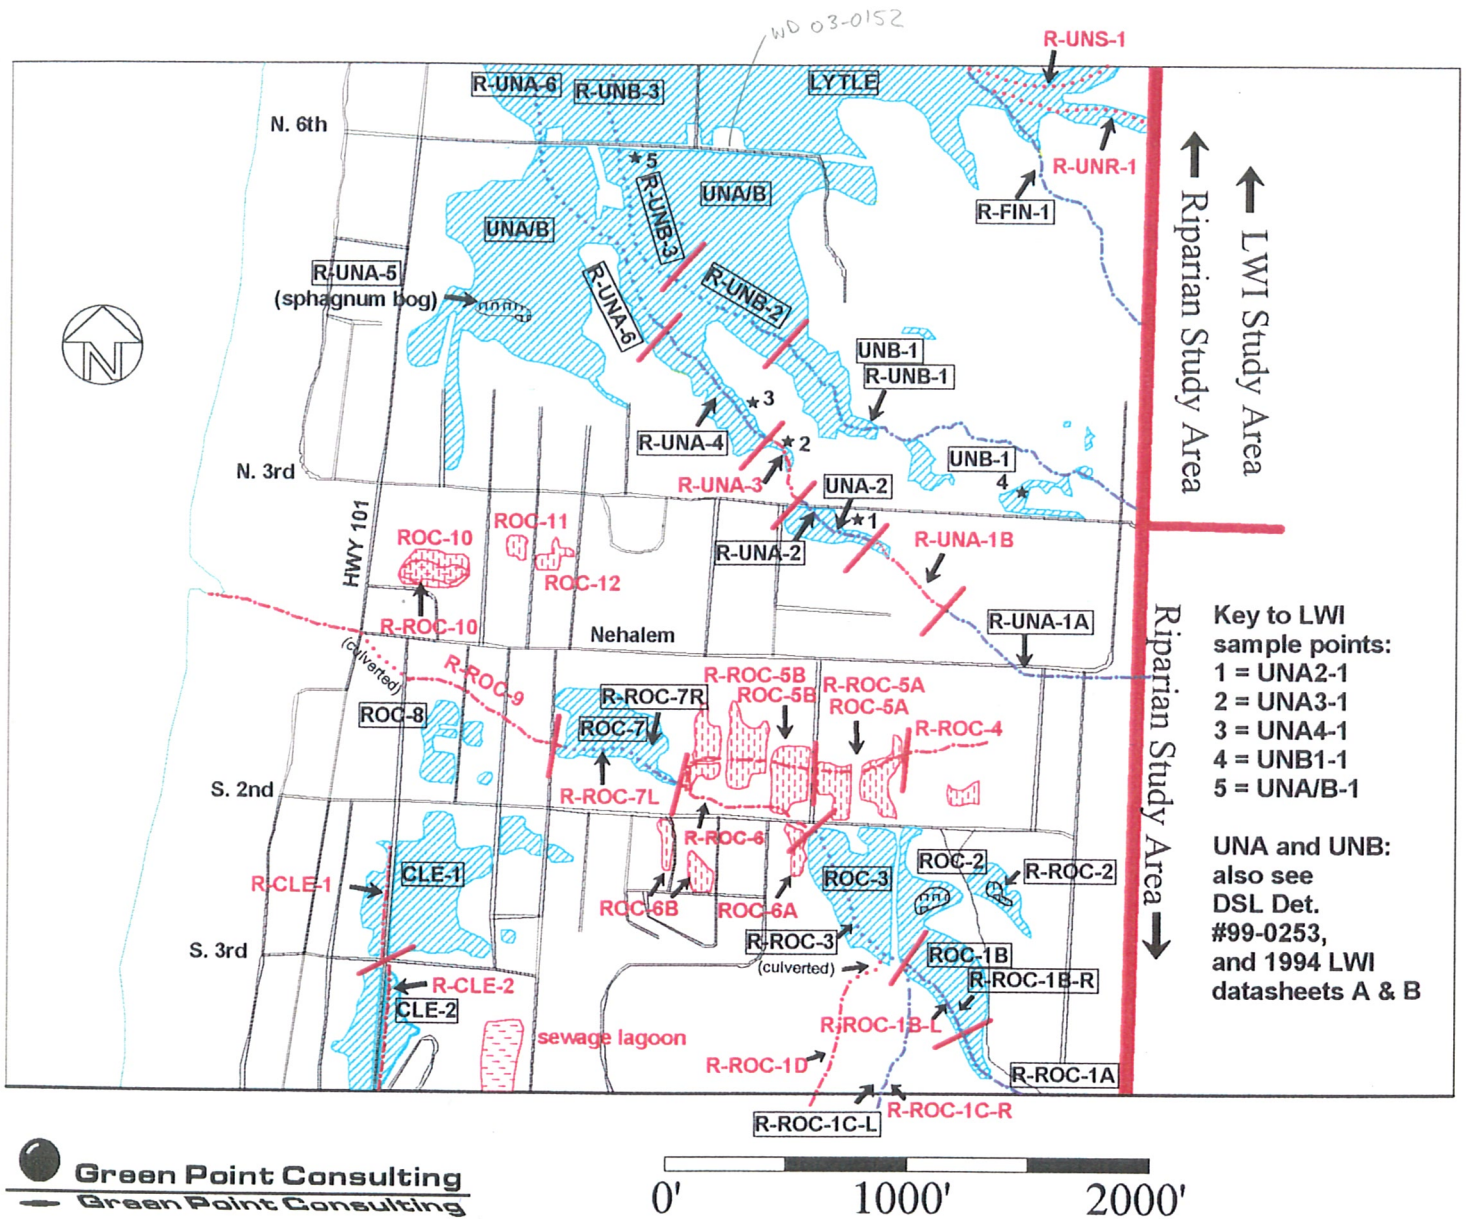 WD 03-0152
R-UNS-1
R-UNA-6
R-UNB-3
LYTLE
N. 6th
5
R-UNR-1
UNA/B
R-UNB-3
R-FIN-1
UNA/B
Riparian Study Area
LWI Study Area
R-UNA-5
(sphagnum bog)
R-UNA-6
R-UNB-2
N
UNB-1
R-UNB-1
3
R-UNA-4
2
UNB-1
4
N. 3rd
R-UNA-3
UNA-2
1
HWY 101
ROC-10
ROC-11
R-UNA-2
R-UNA-1B
ROC-12
R-ROC-10
Nehalem
R-UNA-1A
(culverted)
R-ROC-9
R-ROC-5B
ROC-5B
R-ROC-5A
ROC-5A
R-ROC-7R
ROC-8
ROC-7
R-ROC-4
Riparian Study Area
Key to LWI
sample points:
1 = UNA2-1
2 = UNA3-1
3 = UNA4-1
4 = UNB1-1
5 = UNA/B-1
S. 2nd
R-ROC-7L
R-ROC-6
UNA and UNB:
also see
DSL Det.
#99-0253,
and 1994 LWI
datasheets A & B
R-CLE-1
CLE-1
ROC-3
ROC-2
R-ROC-2
ROC-6B
ROC-6A
R-ROC-3
(culverted)
S. 3rd
ROC-1B
R-ROC-1B-R
R-CLE-2
CLE-2
R-ROC-1B-L
sewage lagoon
R-ROC-1D
R-ROC-1A
R-ROC-1C-L
R-ROC-1C-R
Green Point Consulting
Green Point Consulting
0'
1000'
2000'